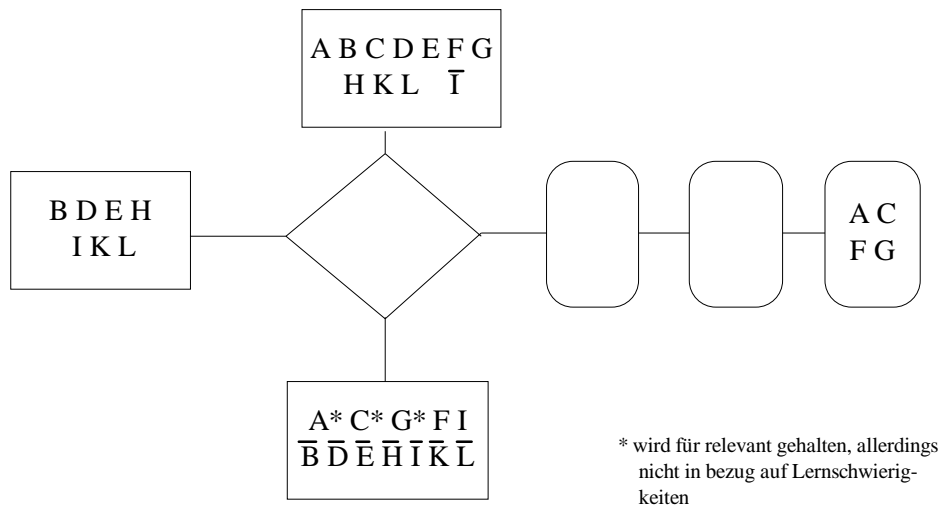 A B C D E F G
H K L I̅
B D E H
I K L
A C
F G
A* C* G* F I
B̅ D̅ E̅ H̅ I̅ K̅ L̅
* wird für relevant gehalten, allerdings
nicht in bezug auf Lernschwierig-
keiten